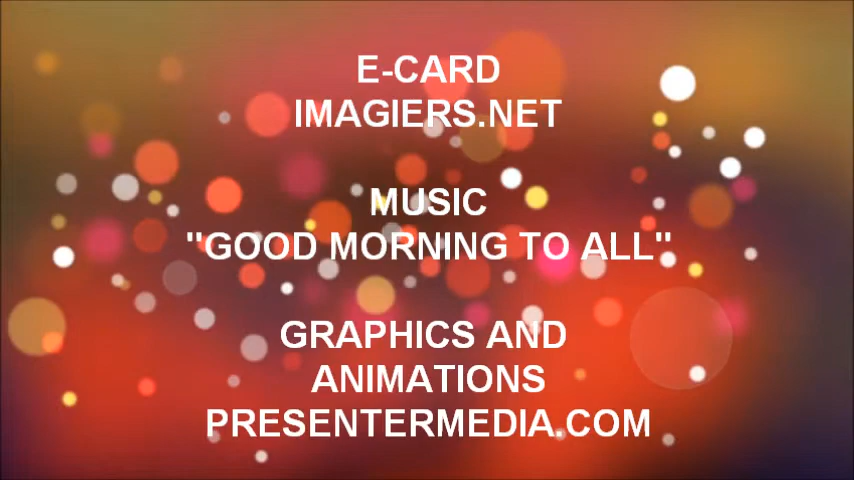 E-CARD
IMAGIERS.NET
MUSIC
"GOOD MORNING TO ALL"
GRAPHICS AND
ANIMATIONS
PRESENTERMEDIA.COM